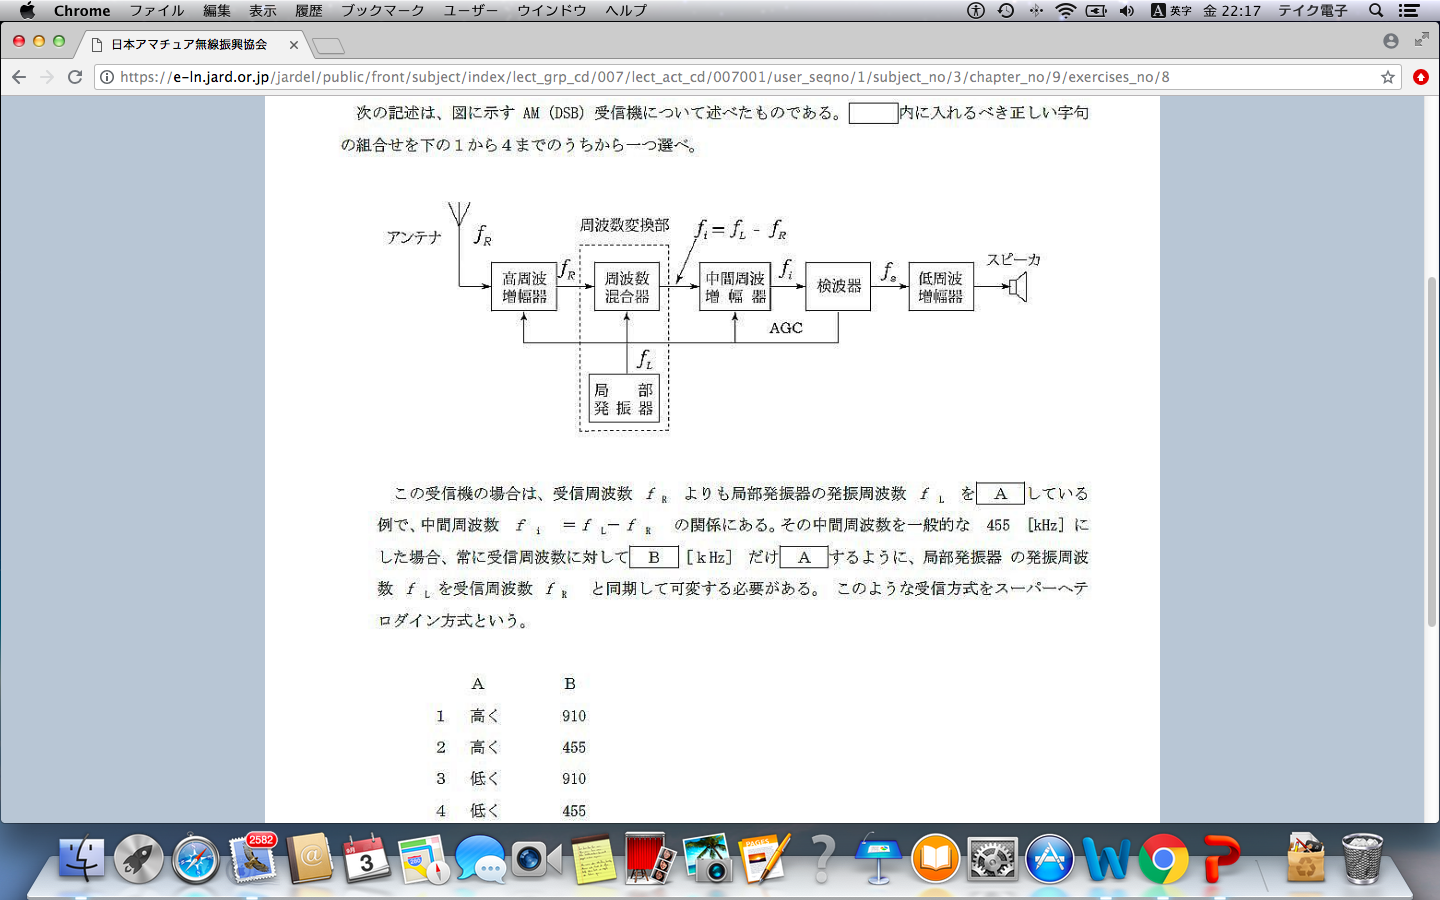 Chrome ファイル 編集 表示 履歴 ブックマーク ユーザー ウインドウ ヘルプ 英字 金 22:17 テイク電子
日本アマチュア無線振興協会
https://e-ln.jard.or.jp/jardel/public/front/subject/index/lect_grp_cd/007/lect_act_cd/007001/user_seqno/1/subject_no/3/chapter_no/9/exercises_no/8
次の記述は、図に示す AM（DSB）受信機について述べたものである。内に入れるべき正しい字句
の組合せを下の１から４までのうちから一つ選べ。
アンテナ
fR
周波数変換部
fi = fL - fR
スピーカ
高周波
増幅器
fR
周波数
混合器
中間周波
増幅器
fi
検波器
fs
低周波
増幅器
AGC
fL
局部
発振器
この受信機の場合は、受信周波数 f R よりも局部発振器の発振周波数 f L を A している
例で、中間周波数 f i ＝f L－ f R の関係にある。その中間周波数を一般的な 455 [kHz] に
した場合、常に受信周波数に対して B [ｋHz] だけ A するように、局部発振器 の発振周波
数 f L を受信周波数 f R と同期して可変する必要がある。 このような受信方式をスーパーヘテ
ロダイン方式という。
A B
1 高く 910
2 高く 455
3 低く 910
4 低く 455
2582
9月
3
280
PAGES